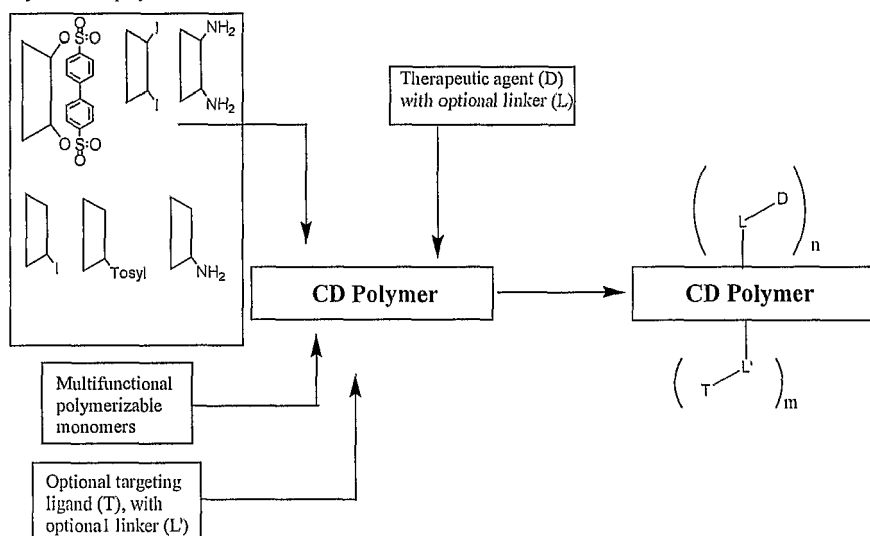 O
S:O
O
O
S:O
O
I
I
NH2
NH2
I
Tosyl
NH2
Therapeutic agent (D)
with optional linker (L)
CD Polymer
Multifunctional
polymerizable
monomers
Optional targeting
ligand (T), with
optional linker (L')
D
L
n
CD Polymer
L'
T
m